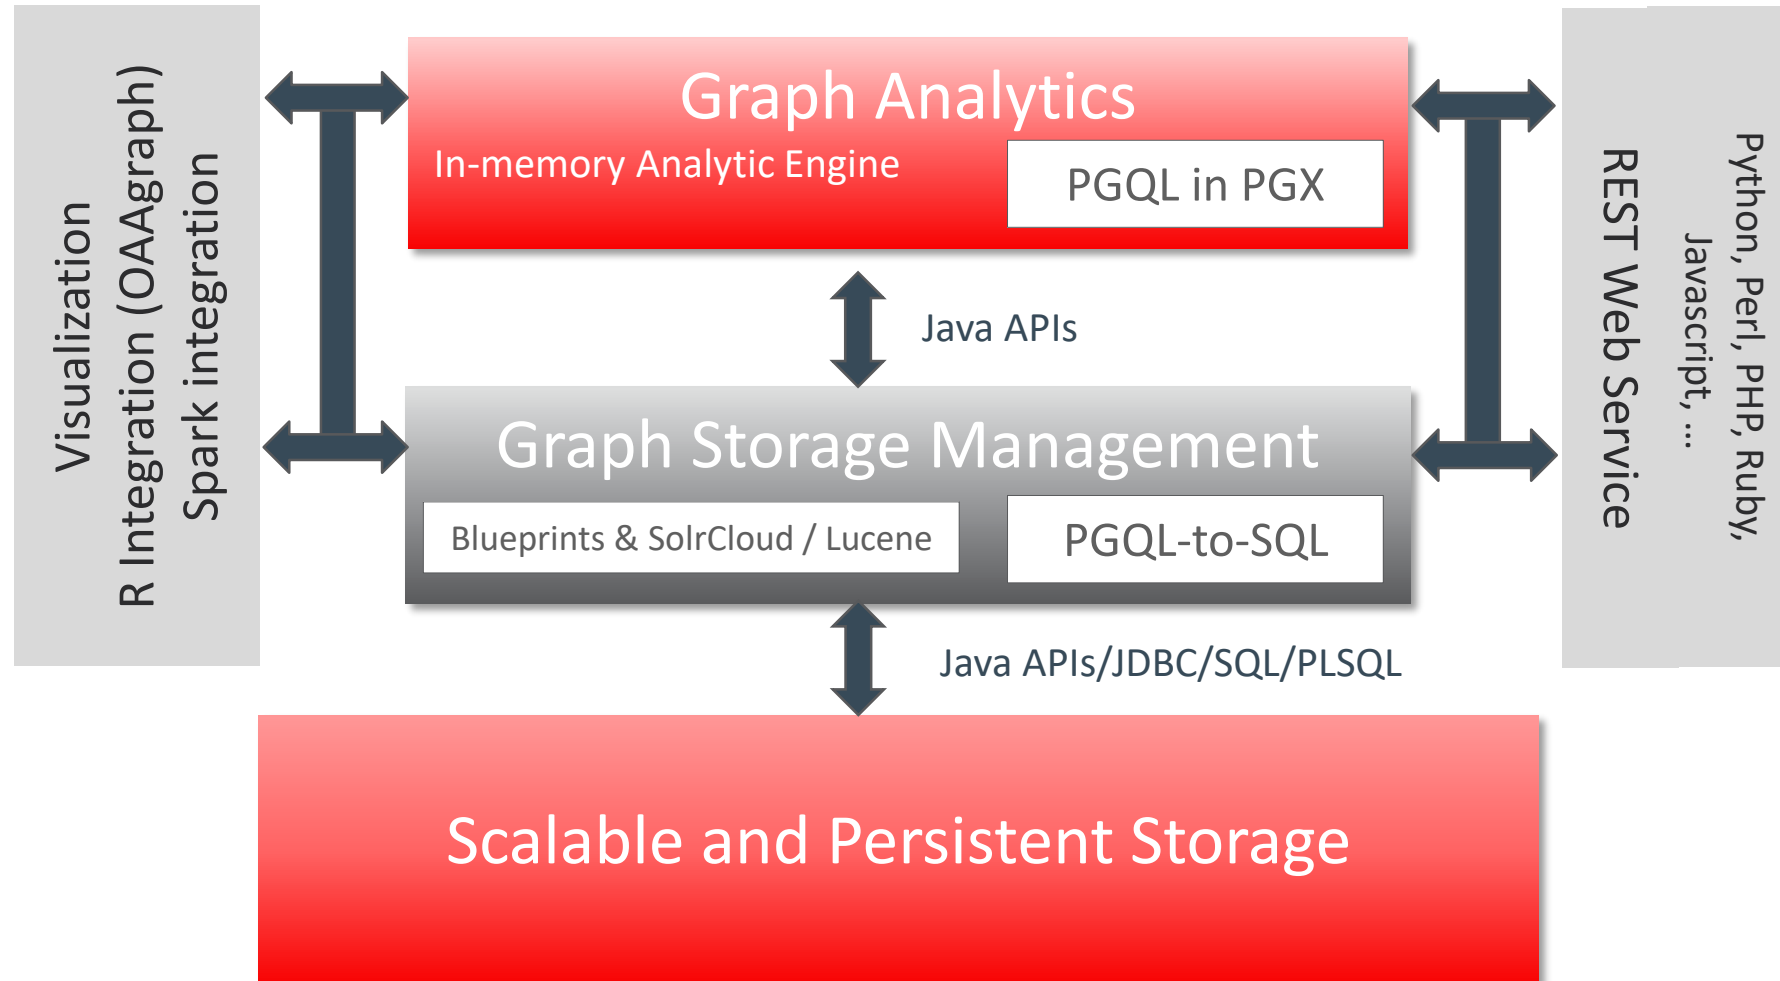 Visualization
R Integration (OAAgraph)
Spark integration
Graph Analytics
In-memory Analytic Engine
PGQL in PGX
Java APIs
Graph Storage Management
Blueprints & SolrCloud / Lucene
PGQL-to-SQL
Java APIs/JDBC/SQL/PLSQL
Scalable and Persistent Storage
REST Web Service
Python, Perl, PHP, Ruby,
Javascript, ...